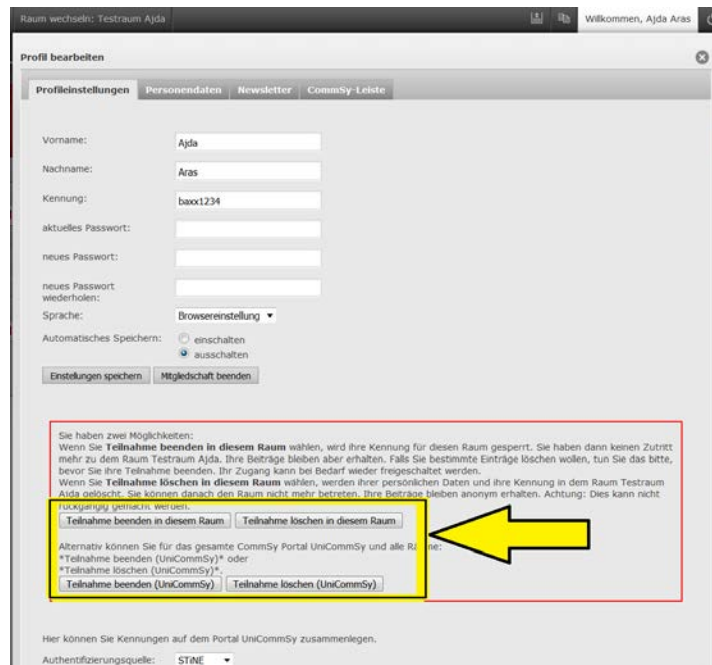 Raum wechseln: Testraum Ajda
Willkommen, Ajda Aras
Profil bearbeiten
Profileinstellungen Personendaten Newsletter CommSy-Leiste
Vorname: Ajda
Nachname: Aras
Kennung: baxx1234
aktuelles Passwort:
neues Passwort:
neues Passwort
wiederholen:
Sprache: Browsereinstellung
Automatisches Speichern: einschalten
ausschalten
Einstellungen speichern Mitgliedschaft beenden
Sie haben zwei Möglichkeiten:
Wenn Sie Teilnahme beenden in diesem Raum wählen, wird ihre Kennung für diesen Raum gesperrt. Sie haben dann keinen Zutritt
mehr zu dem Raum Testraum Ajda. Ihre Beiträge bleiben aber erhalten. Falls Sie bestimmte Einträge löschen wollen, tun Sie das bitte,
bevor Sie ihre Teilnahme beenden. Ihr Zugang kann bei Bedarf wieder freigeschaltet werden.
Wenn Sie Teilnahme löschen in diesem Raum wählen, werden ihrer persönlichen Daten und ihre Kennung in dem Raum Testraum
Ajda gelöscht. Sie können danach den Raum nicht mehr betreten. Ihre Beiträge bleiben anonym erhalten. Achtung: Dies kann nicht
rückgängig gemacht werden.
Teilnahme beenden in diesem Raum Teilnahme löschen in diesem Raum
Alternativ können Sie für das gesamte CommSy Portal UniCommSy und alle me:
*Teilnahme beenden (UniCommSy)* oder
*Teilnahme löschen (UniCommSy)*.
Teilnahme beenden (UniCommSy) Teilnahme löschen (UniCommSy)
Hier können Sie Kennungen auf dem Portal UniCommSy zusammenlegen.
Authentifizierungsquelle: STiNE